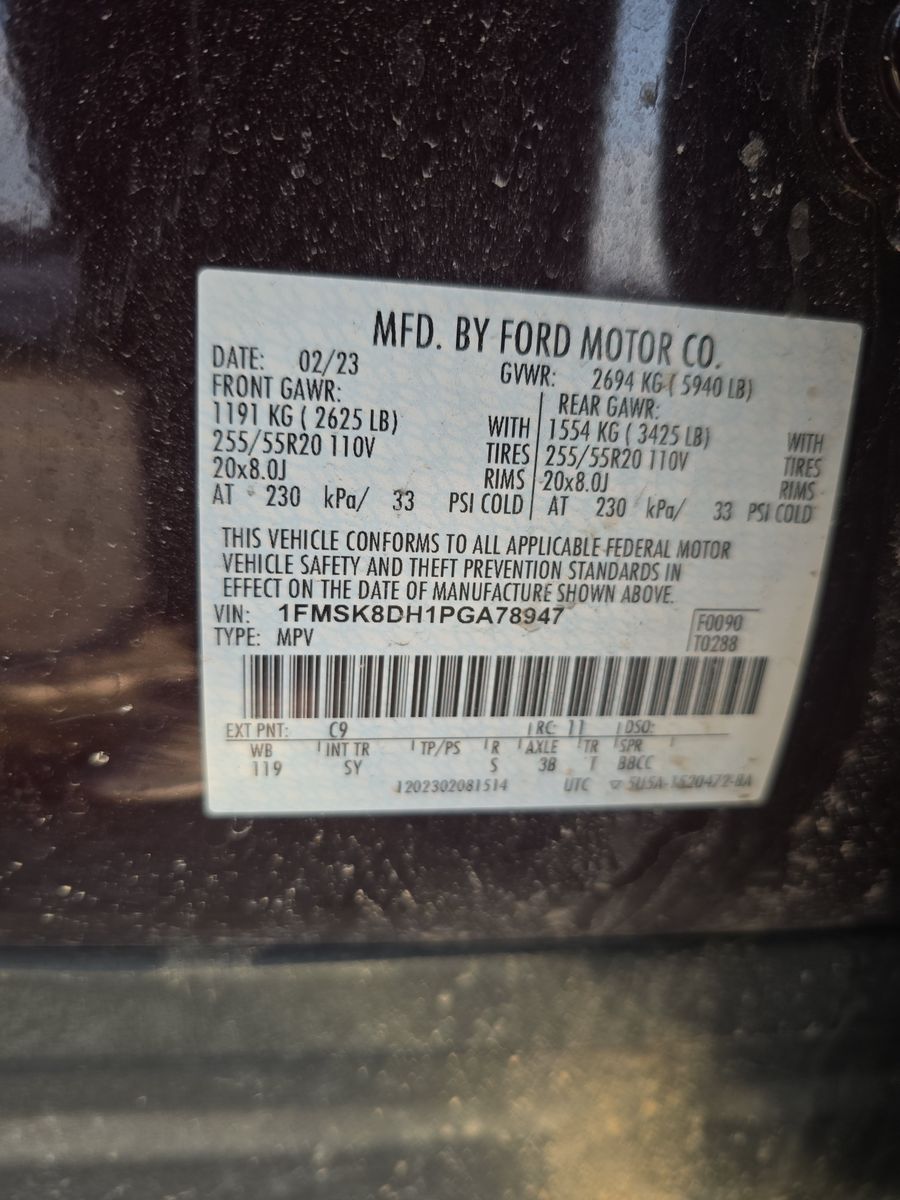 MFD. BY FORD MOTOR CO.
DATE: 02/23 GVWR: 2694 KG ( 5940 LB)
FRONT GAWR: REAR GAWR:
1191 KG ( 2625 LB) WITH 1554 KG ( 3425 LB) WITH
255/55R20 110V TIRES 255/55R20 110V TIRES
20x8.0J RIMS 20x8.0J RIMS
AT 230 kPa/ 33 PSI COLD AT 230 kPa/ 33 PSI COLD
THIS VEHICLE CONFORMS TO ALL APPLICABLE FEDERAL MOTOR
VEHICLE SAFETY AND THEFT PREVENTION STANDARDS IN
EFFECT ON THE DATE OF MANUFACTURE SHOWN ABOVE.
VIN: 1FMSK8DH1PGA78947 F0090
TYPE: MPV T0288
EXT PNT: C9 RC: 11 DSO:
WB INT TR TP/PS R AXLE TR SPR
119 SY S 3B T BBCC
1202302081514 UTC